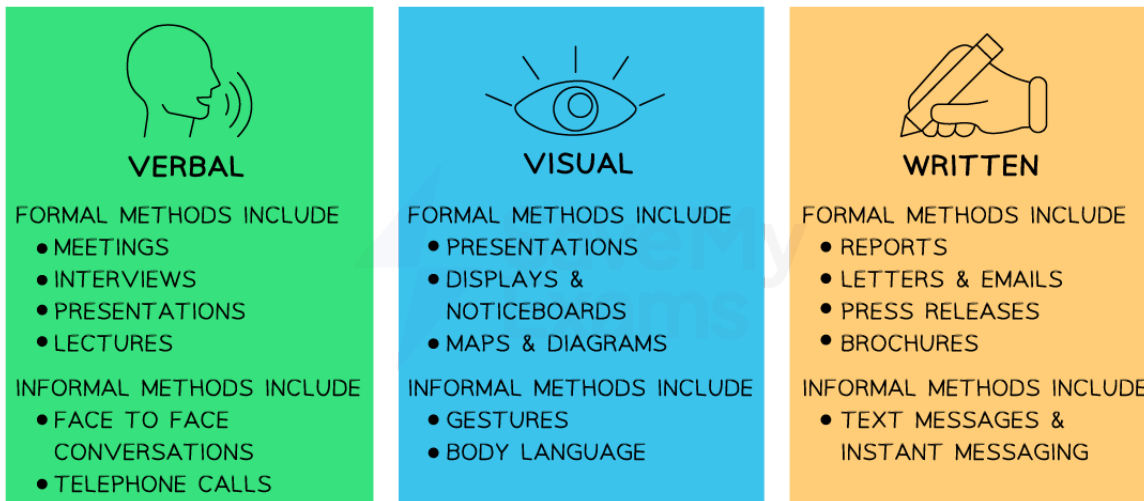 VERBAL
FORMAL METHODS INCLUDE
• MEETINGS
• INTERVIEWS
• PRESENTATIONS
• LECTURES
INFORMAL METHODS INCLUDE
• FACE TO FACE
CONVERSATIONS
• TELEPHONE CALLS
VISUAL
FORMAL METHODS INCLUDE
• PRESENTATIONS
• DISPLAYS &
NOTICEBOARDS
• MAPS & DIAGRAMS
INFORMAL METHODS INCLUDE
• GESTURES
• BODY LANGUAGE
WRITTEN
FORMAL METHODS INCLUDE
• REPORTS
• LETTERS & EMAILS
• PRESS RELEASES
• BROCHURES
INFORMAL METHODS INCLUDE
• TEXT MESSAGES &
INSTANT MESSAGING